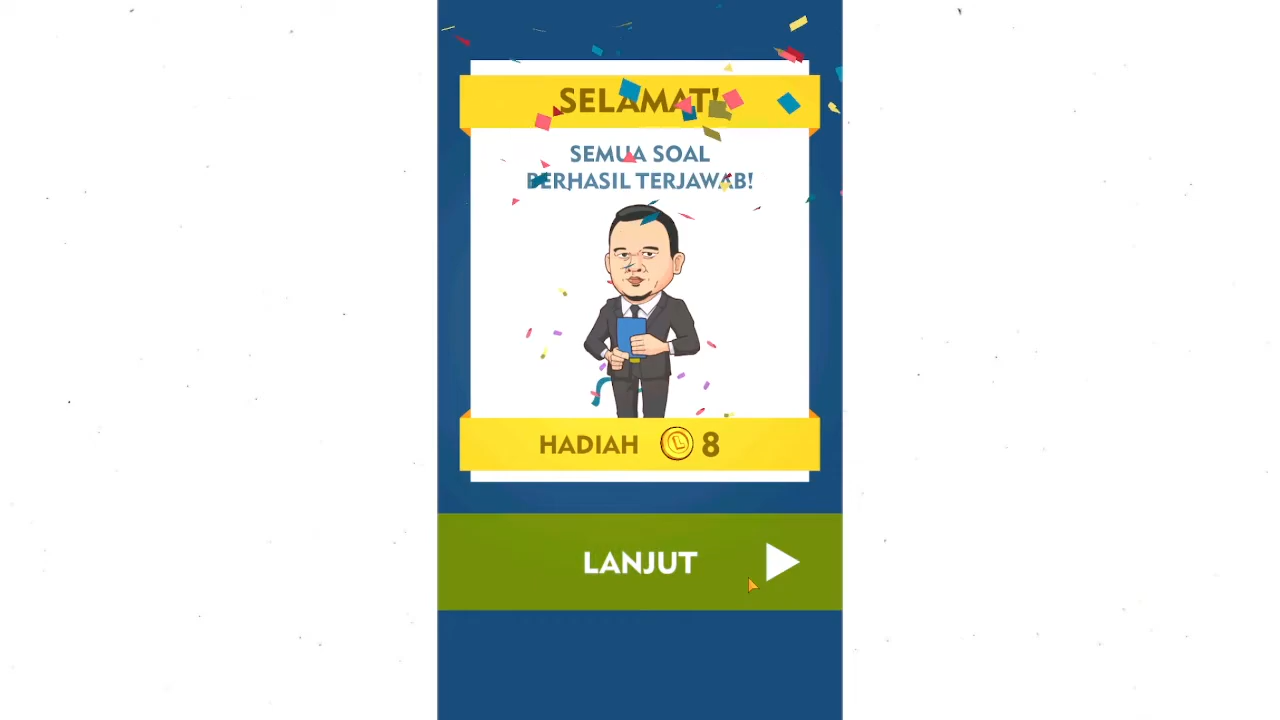 SELAMAT!
SEMUA SOAL
BERHASIL TERJAWAB!
HADIAH L 8
LANJUT